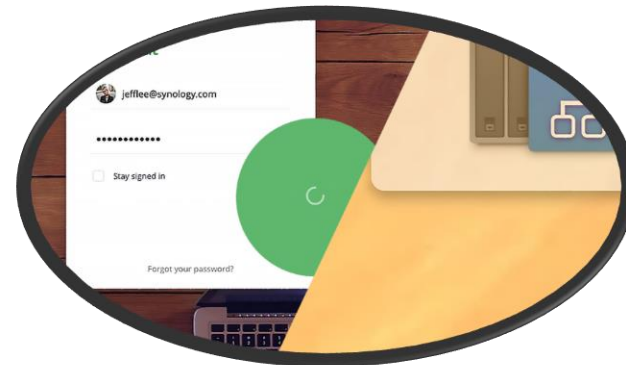 jefflee@synology.com
••••••••••••
Stay signed in
Forgot your password?